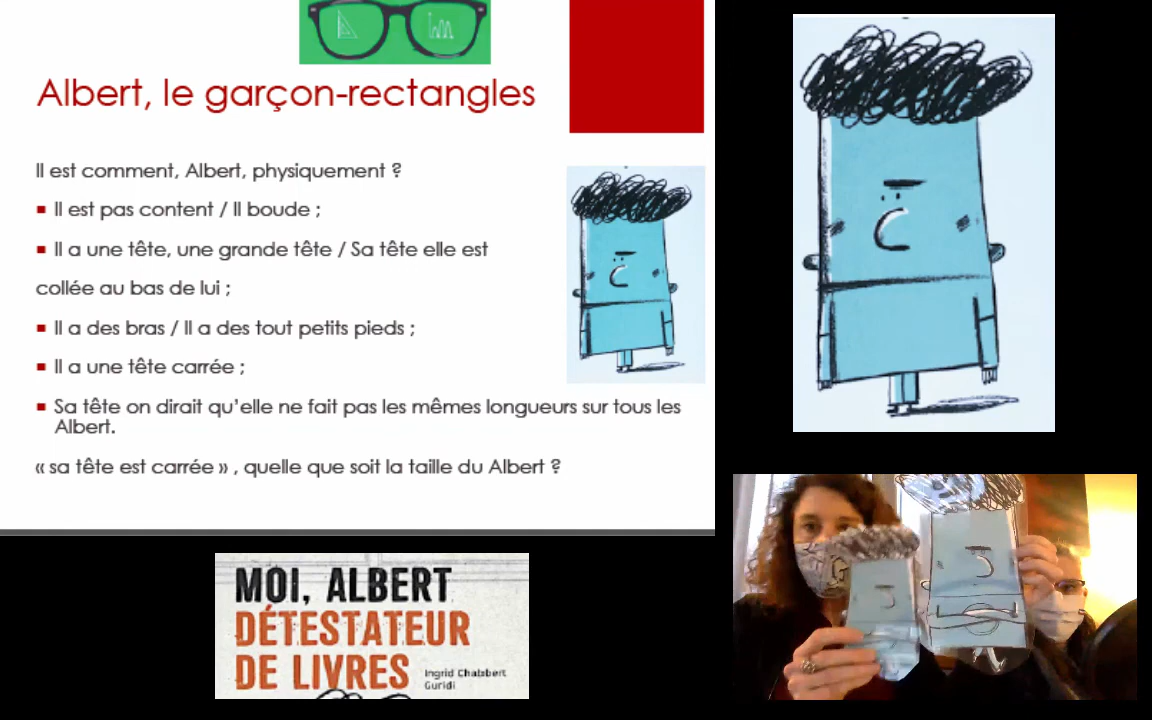 Albert, le garçon-rectangles
Il est comment, Albert, physiquement ?
Il est pas content / Il boude ;
Il a une tête, une grande tête / Sa tête elle est
collée au bas de lui ;
Il a des bras / Il a des tout petits pieds ;
Il a une tête carrée ;
Sa tête on dirait qu'elle ne fait pas les mêmes longueurs sur tous les
Albert.
« sa tête est carrée » , quelle que soit la taille du Albert ?
MOI, ALBERT
DÉTESTATEUR
DE LIVRES
Ingrid Chabbert
Guridi